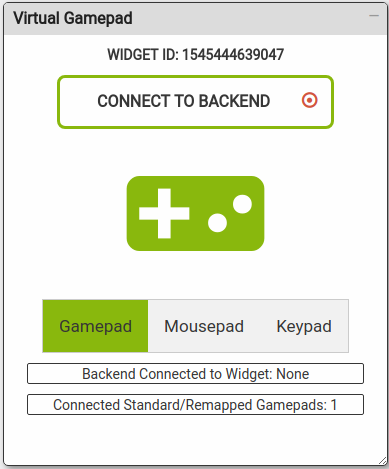 Virtual Gamepad
WIDGET ID: 1545444639047
CONNECT TO BACKEND
Gamepad Mousepad Keypad
Backend Connected to Widget: None
Connected Standard/Remapped Gamepads: 1